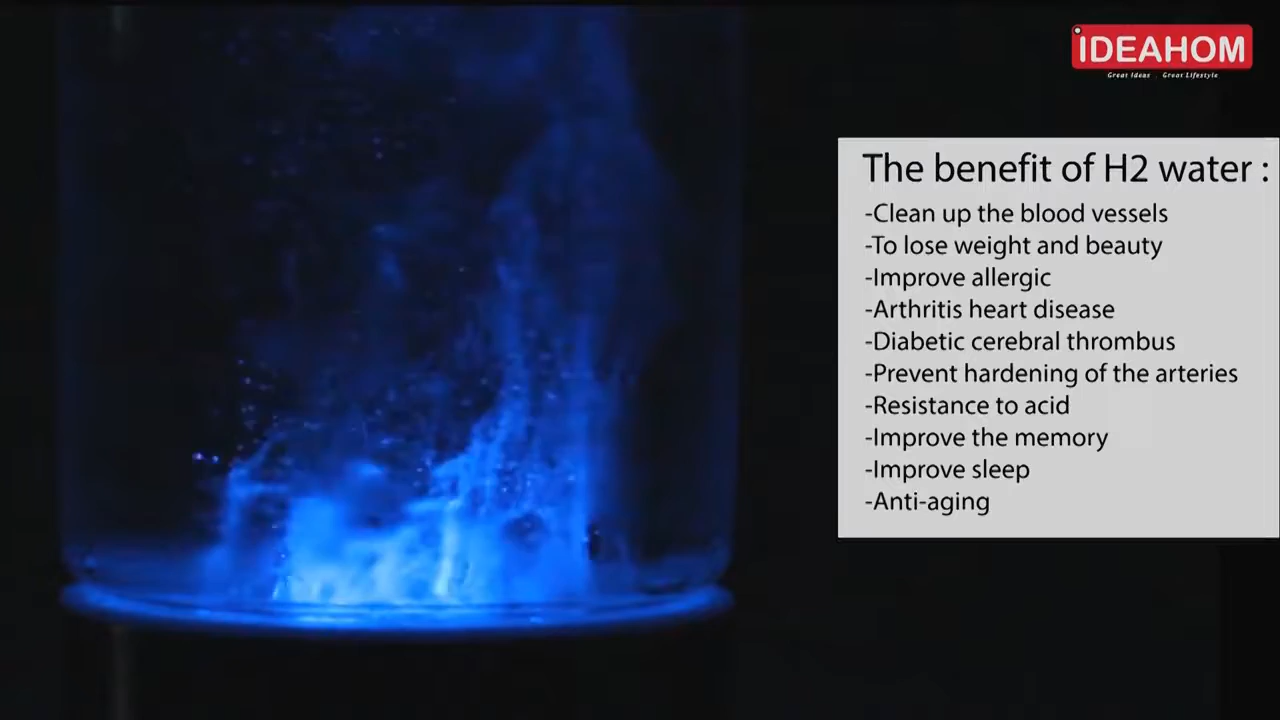 IDEAHOM
Great Ideas . Great Lifestyle
The benefit of H2 water :
-Clean up the blood vessels
-To lose weight and beauty
-Improve allergic
-Arthritis heart disease
-Diabetic cerebral thrombus
-Prevent hardening of the arteries
-Resistance to acid
-Improve the memory
-Improve sleep
-Anti-aging